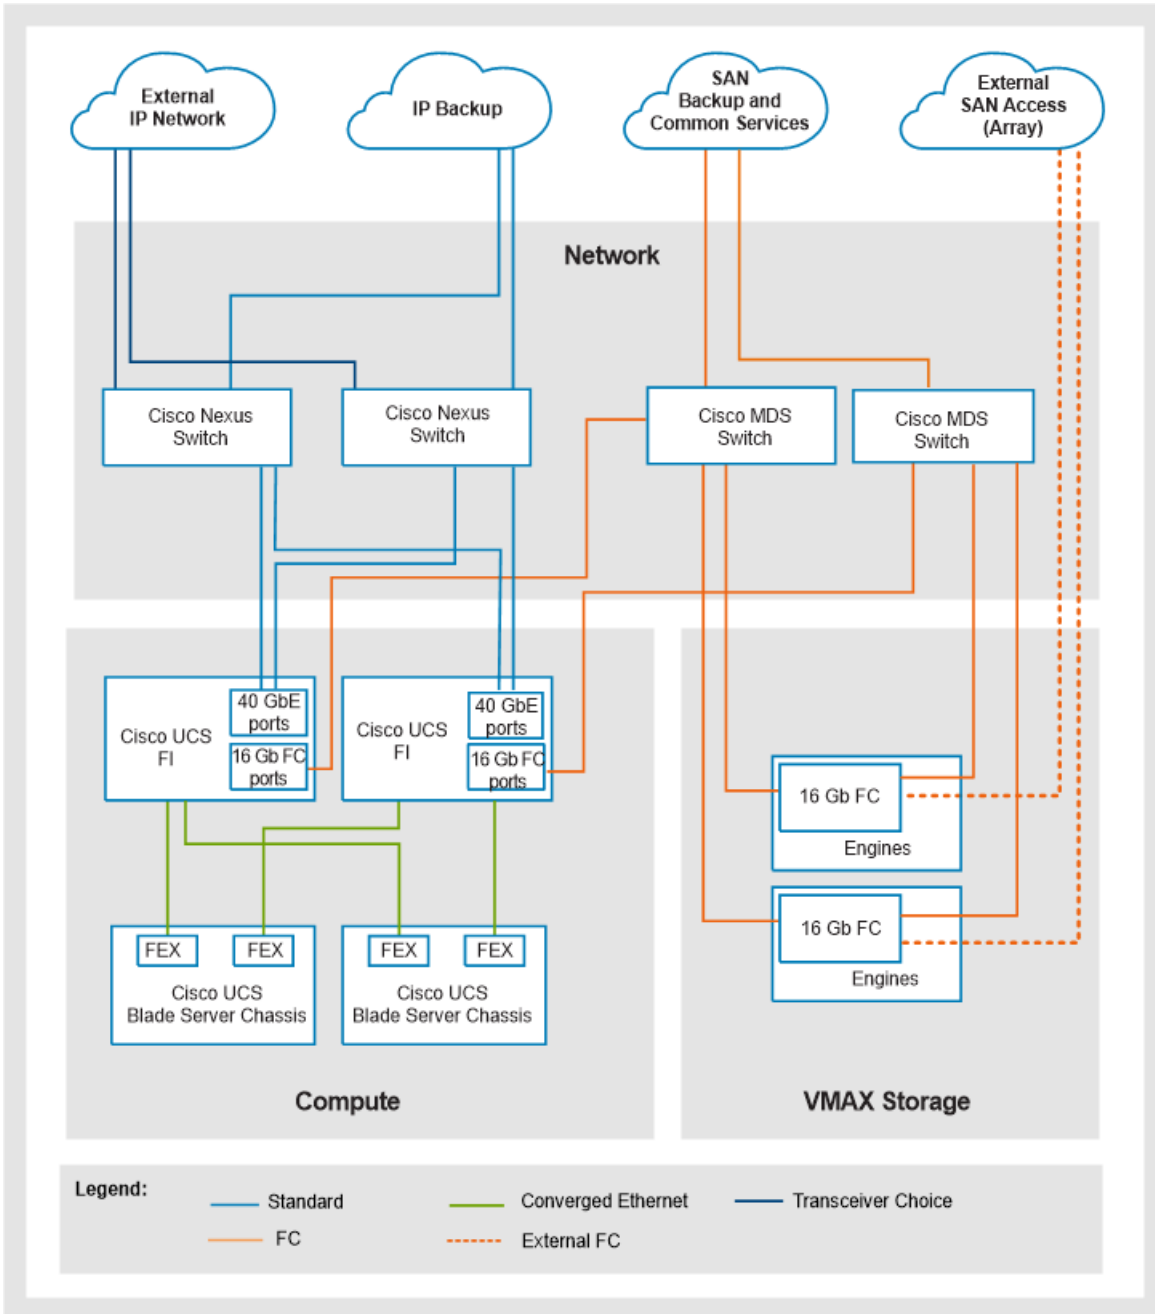 External
IP Network
IP Backup
SAN
Backup and
Common Services
External
SAN Access
(Array)
Network
Cisco Nexus
Switch
Cisco Nexus
Switch
Cisco MDS
Switch
Cisco MDS
Switch
Cisco UCS
FI
40 GbE
ports
16 Gb FC
ports
Cisco UCS
FI
40 GbE
ports
16 Gb FC
ports
16 Gb FC
Engines
16 Gb FC
Engines
FEX
FEX
Cisco UCS
Blade Server Chassis
FEX
FEX
Cisco UCS
Blade Server Chassis
Compute
VMAX Storage
Legend:
Standard
Converged Ethernet
Transceiver Choice
FC
External FC